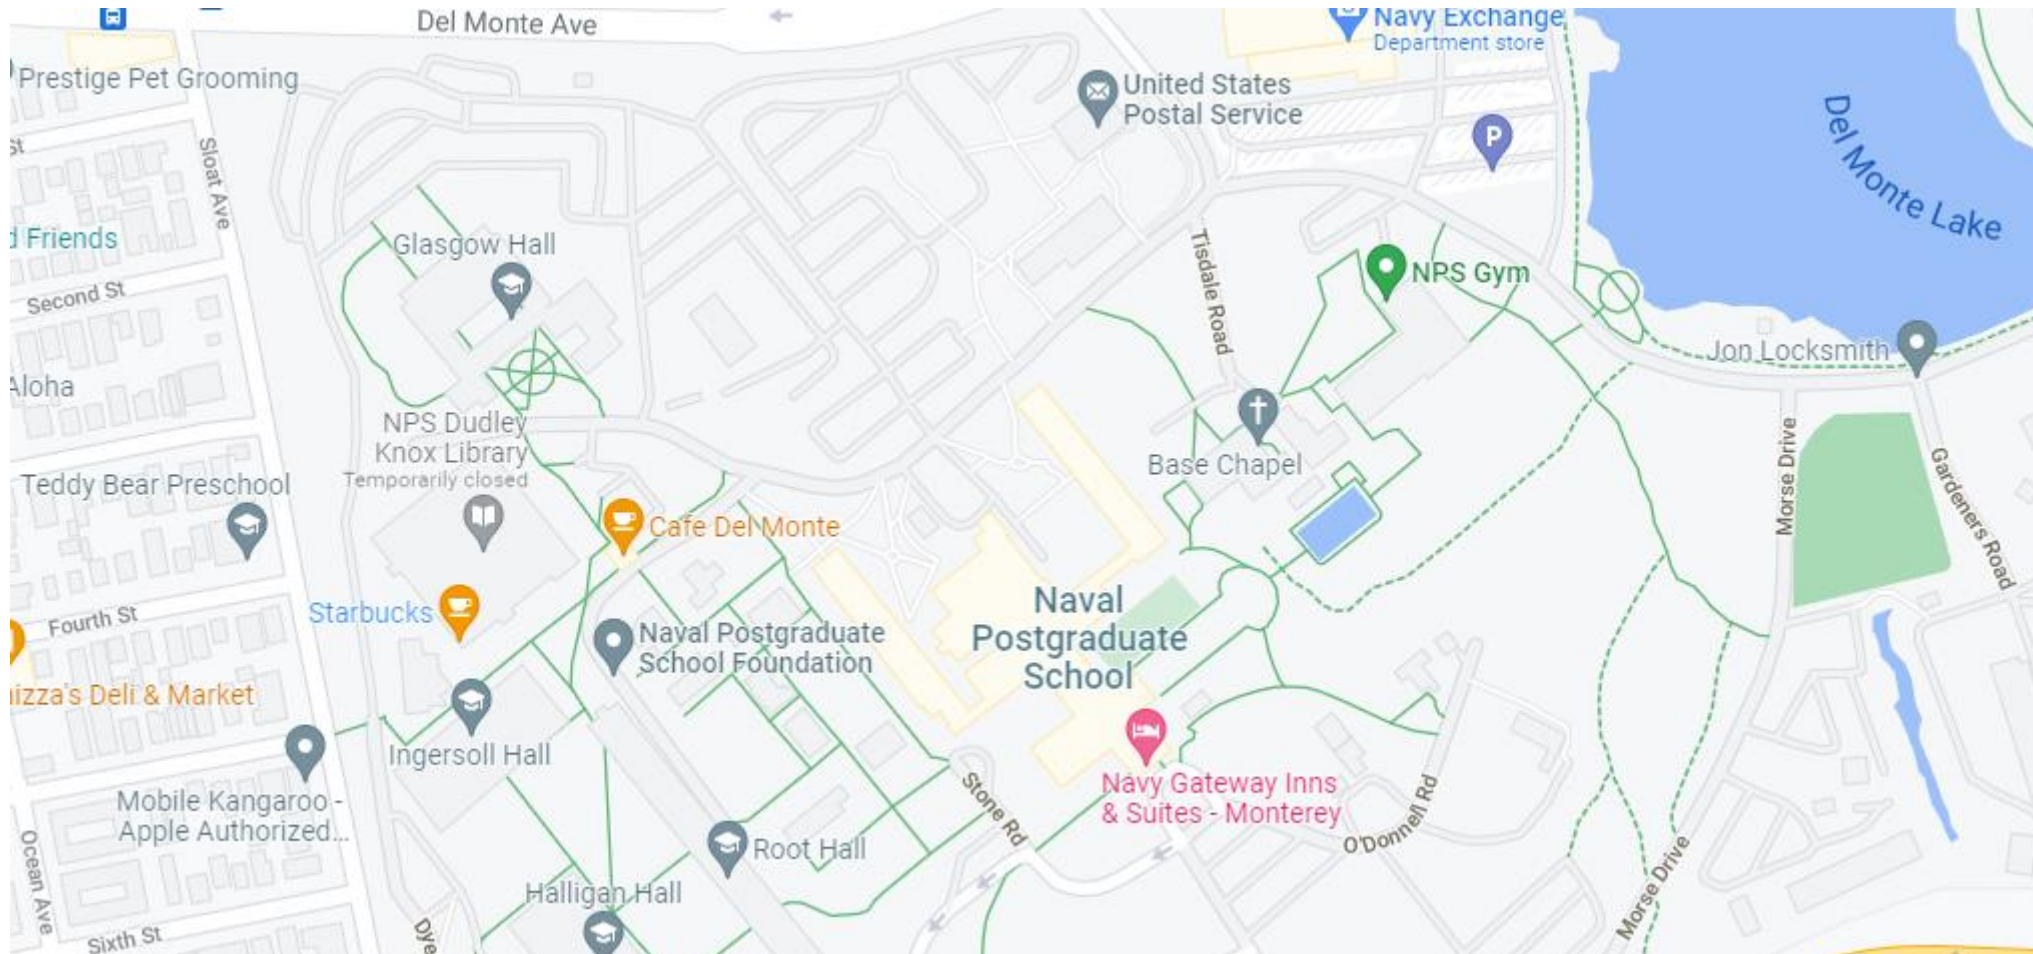 Del Monte Ave
Navy Exchange
Department store
Prestige Pet Grooming
United States
Postal Service
P
Del Monte Lake
St
Sloat Ave
d Friends
Glasgow Hall
Tisdale Road
NPS Gym
Second St
Jon Locksmith
Aloha
NPS Dudley
Knox Library
Temporarily closed
Base Chapel
Morse Drive
Gardeners Road
Teddy Bear Preschool
Cafe Del Monte
Starbucks
Fourth St
Naval
Postgraduate
School
Naval Postgraduate
School Foundation
nizza's Deli & Market
Ingersoll Hall
Navy Gateway Inns
& Suites - Monterey
Stone Rd
O'Donnell Rd
Mobile Kangaroo -
Apple Authorized...
Ocean Ave
Root Hall
Halligan Hall
Morse Drive
Sixth St
Dye